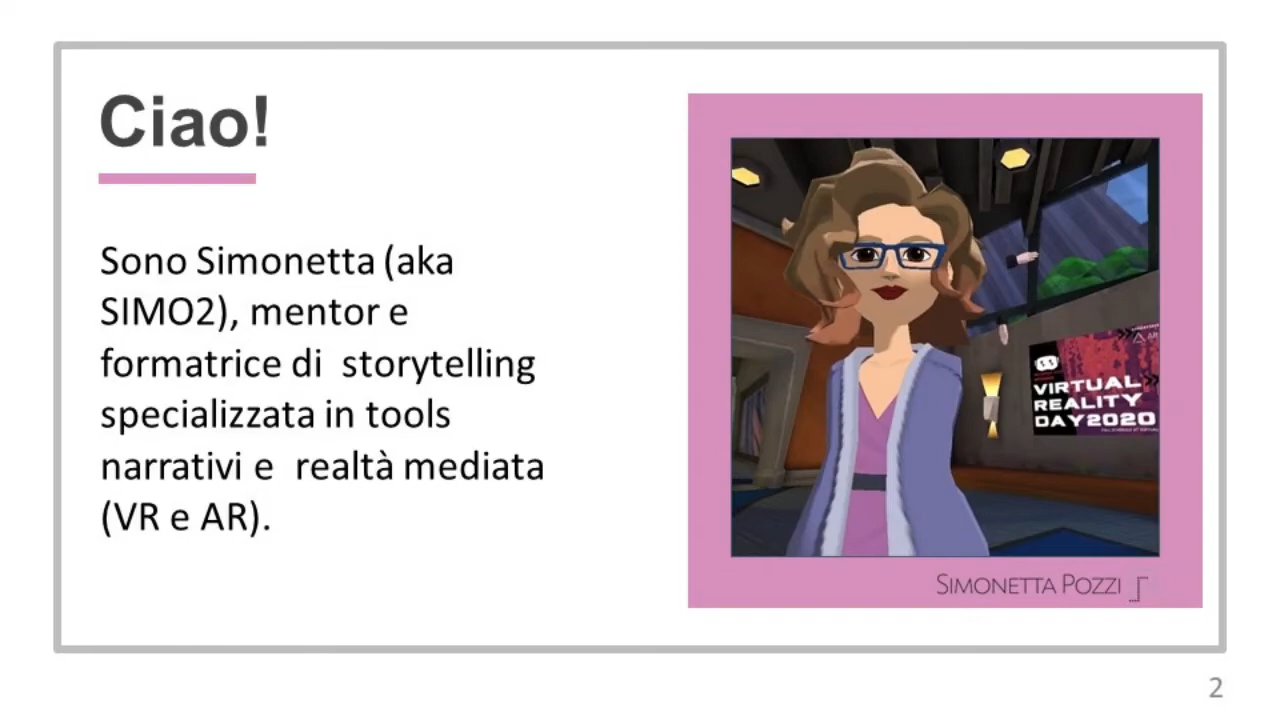 Ciao!
Sono Simonetta (aka
SIMO2), mentor e
formatrice di storytelling
specializzata in tools
narrativi e realtà mediata
(VR e AR).
VIRTUAL
REALITY
DAY2020
SIMONETTA POZZI
2